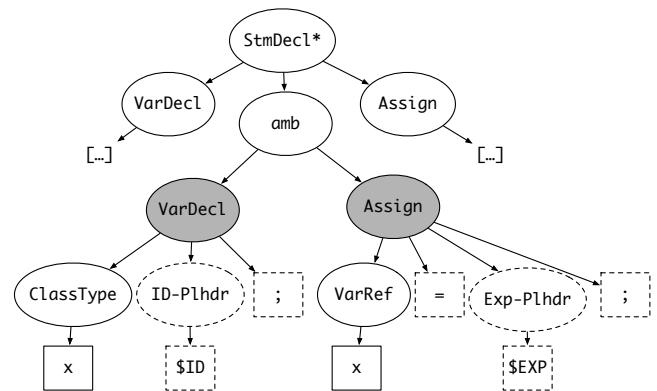 StmDecl*
VarDecl Assign
amb
[…] […]
VarDecl Assign
ClassType ID-Plhdr ; VarRef = Exp-Plhdr ;
x $ID x $EXP